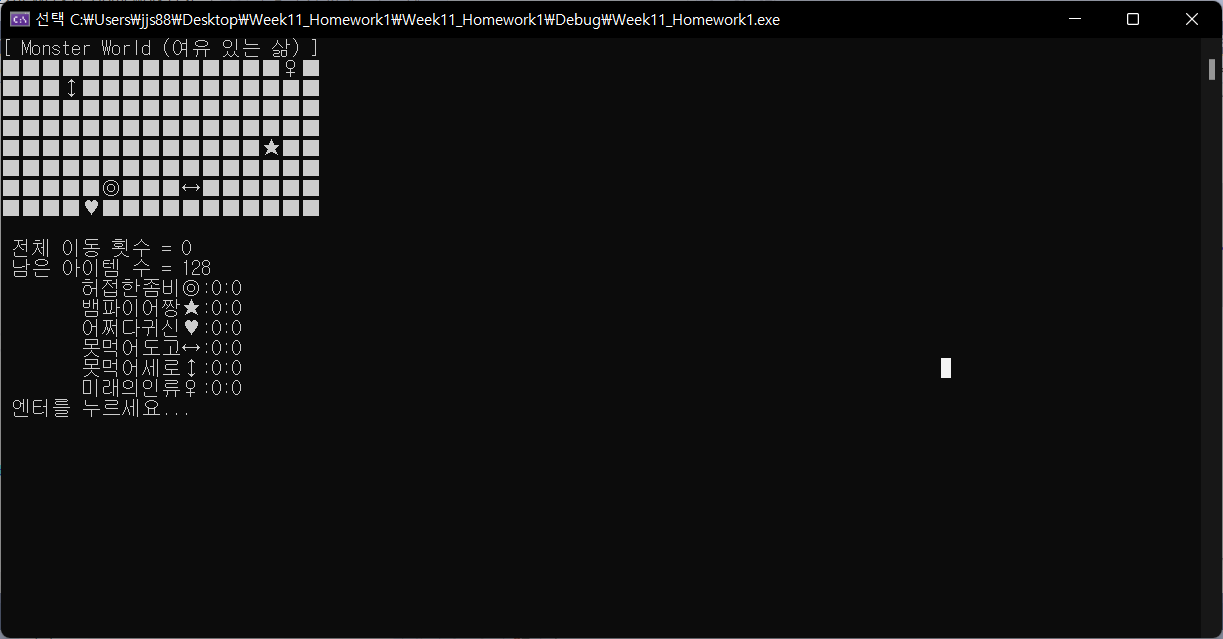 선택 C:₩Users₩jjs88₩Desktop₩Week11_Homework1₩Week11_Homework1₩Debug₩Week11_Homework1.exe
[ Monster World (여유 있는 삶) ]
■■■■■■■■■■■■■■♀■
■■■↕■■■■■■■■■■■■
■■■■■■■■■■■■■■■■
■■■■■■■■■■■■■■■■
■■■■■■■■■■■■■★■■
■■■■■■■■■■■■■■■■
■■■■■◎■■■↔■■■■■■
■■■■♥■■■■■■■■■■■
전체 이동 횟수 = 0
남은 아이템 수 = 128
허접한좀비◎:0:0
뱀파이어짱★:0:0
어쩌다귀신♥:0:0
못먹어도고↔:0:0
못먹어세로↕:0:0
미래의인류♀:0:0
엔터를 누르세요...